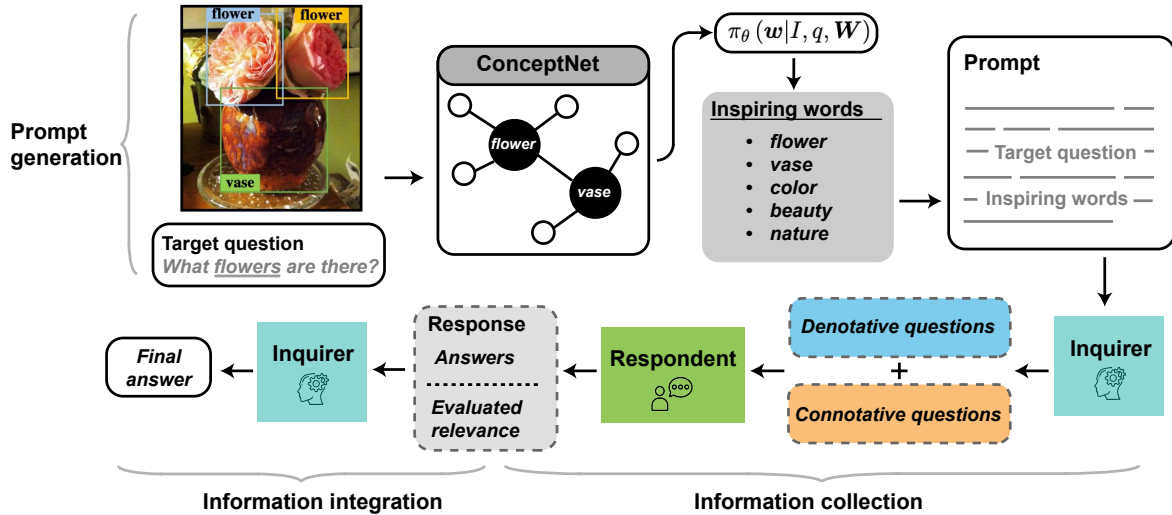 flower
flower
vase
Prompt
generation
Target question
What flowers are there?
ConceptNet
flower
vase
π_θ (w|I, q, W)
Inspiring words
• flower
• vase
• color
• beauty
• nature
Prompt
Target question
Inspiring words
Final
answer
Inquirer
Response
Answers
Evaluated
relevance
Respondent
Denotative questions
+
Connotative questions
Inquirer
Information integration
Information collection